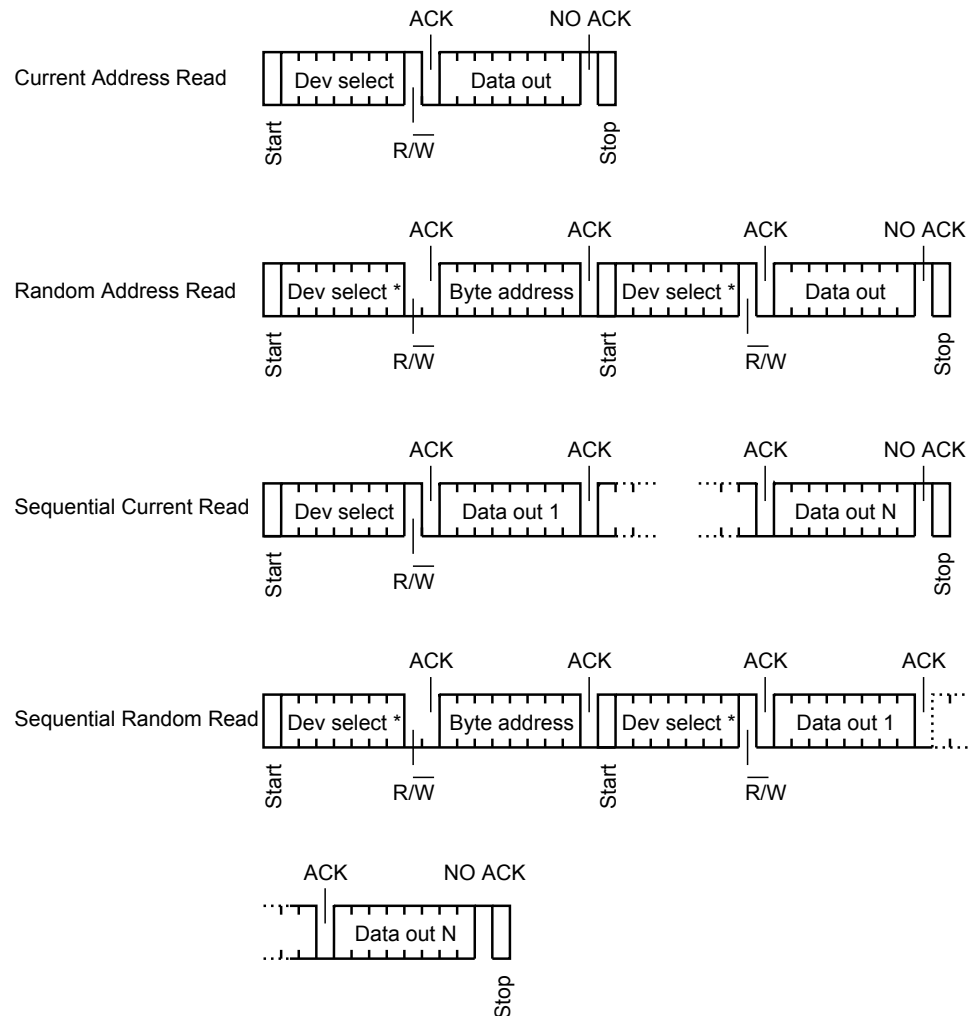 ACK NO ACK
Current Address Read Dev select Data out
Start R/W̅ Stop
ACK ACK ACK NO ACK
Random Address Read Dev select * Byte address Dev select * Data out
Start R/W̅ Start R̅/W Stop
ACK ACK ACK NO ACK
Sequential Current Read Dev select Data out 1 Data out N
Start R/W̅ Stop
ACK ACK ACK ACK
Sequential Random Read Dev select * Byte address Dev select * Data out 1
Start R/W̅ Start R̅/W
ACK NO ACK
Data out N
Stop